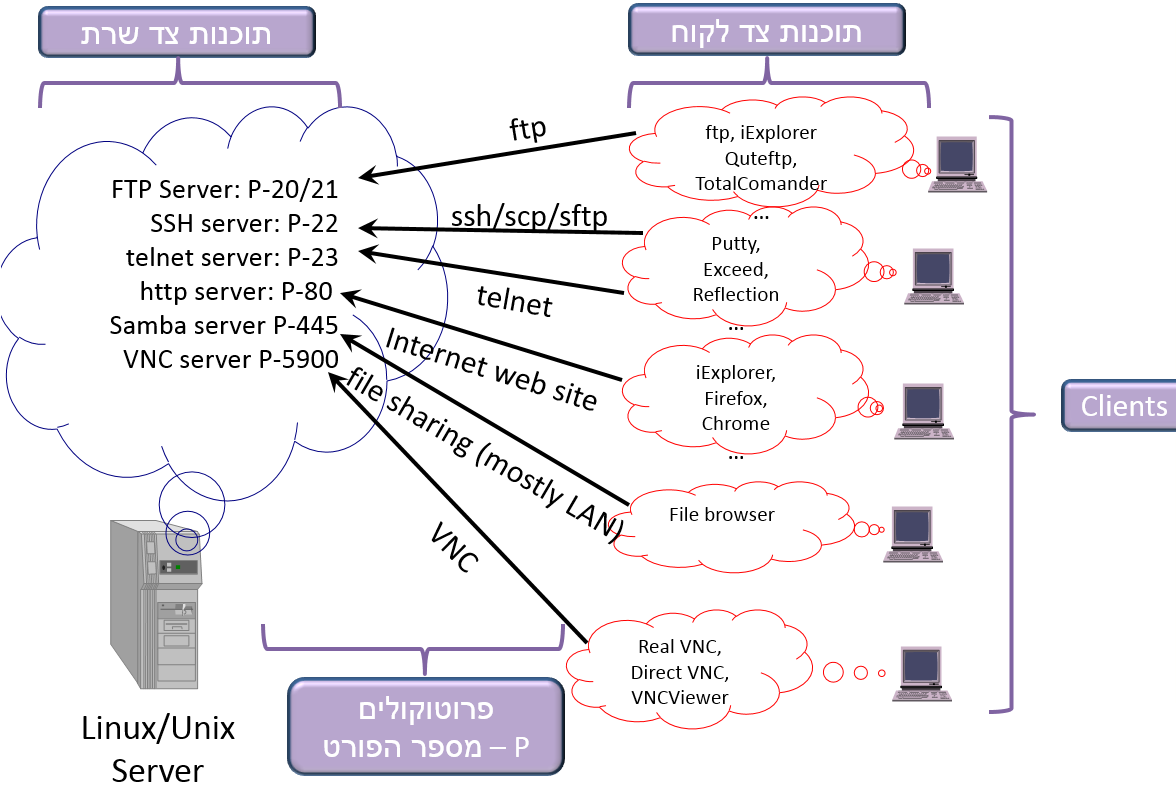 תוכנות צד שרת
תוכנות צד לקוח
FTP Server: P-20/21
SSH server: P-22
telnet server: P-23
http server: P-80
Samba server P-445
VNC server P-5900
ftp
ssh/scp/sftp
telnet
Internet web site
file sharing (mostly LAN)
VNC
ftp, iExplorer
Quteftp,
TotalComander
...
Putty,
Exceed,
Reflection
...
iExplorer,
Firefox,
Chrome
...
File browser
Real VNC,
Direct VNC,
VNCViewer
Clients
Linux/Unix
Server
פרוטוקולים
P – מספר הפורט